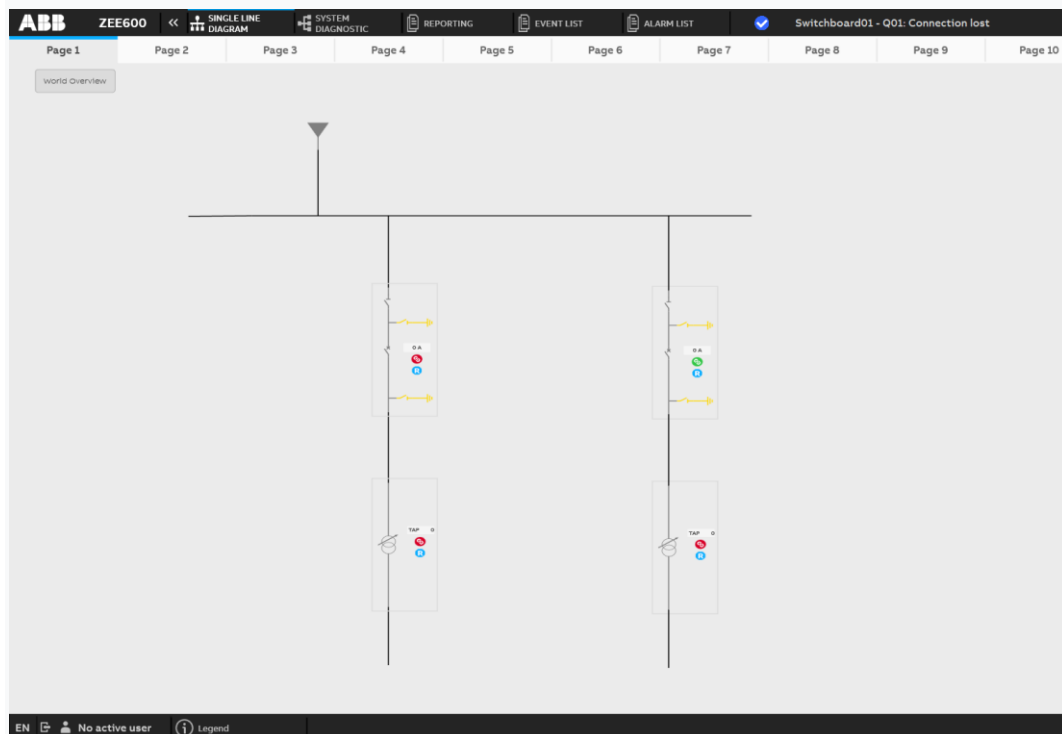 ABB ZEE600 << SINGLE LINE DIAGRAM SYSTEM DIAGNOSTIC REPORTING EVENT LIST ALARM LIST Switchboard01 - Q01: Connection lost
Page 1 Page 2 Page 3 Page 4 Page 5 Page 6 Page 7 Page 8 Page 9 Page 10
World Overview
0 A 0 A
R R
TAP 0 TAP 0
R R
EN No active user i Legend